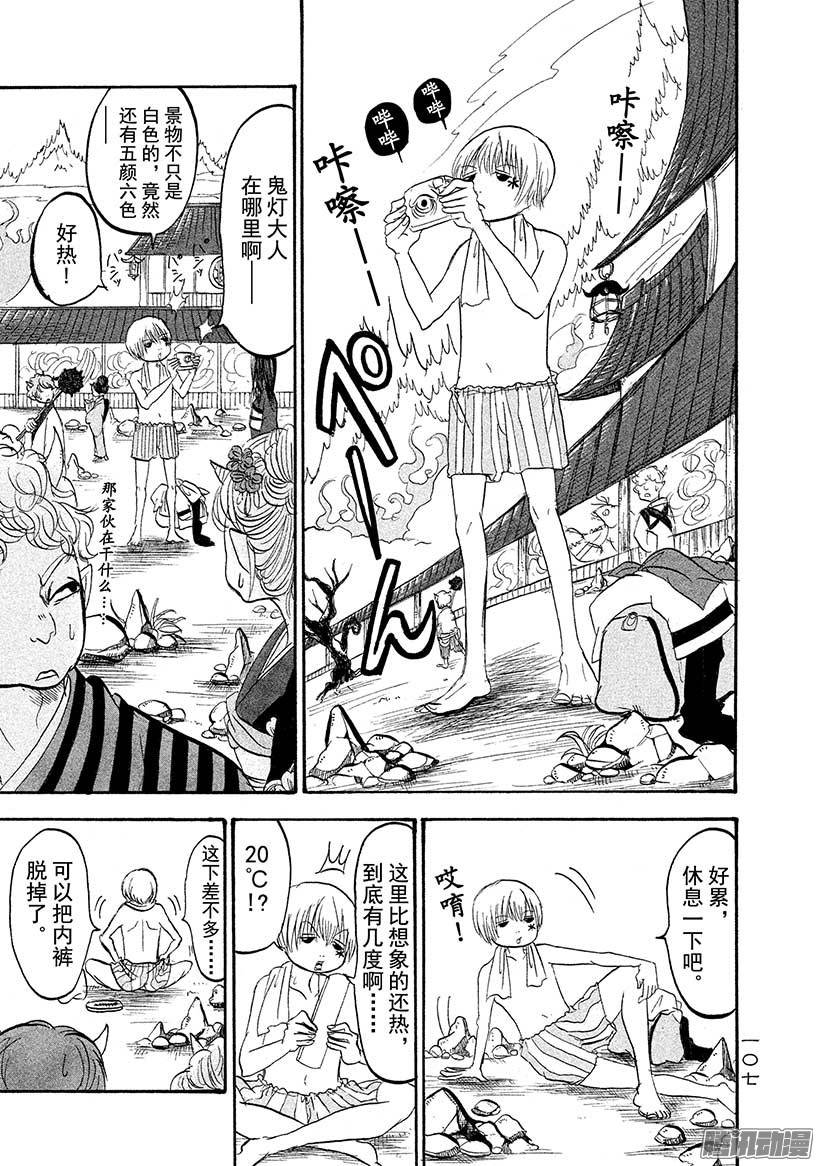 咔嚓——
哔哔
哔哔
咔嚓——
プ
ー
ん
鬼灯大人
在哪里啊
——
景物不只是
白色的，竟然
还有五颜六色
——
好热！
パシャ
パシャ
那家伙在干什么……
好累，
休息一下吧。
哎唷！
这里比想象的还热，
到底有几度啊……
20℃!?
这下差不多……
可以把内裤
脱掉了。
一〇七
腾讯动漫